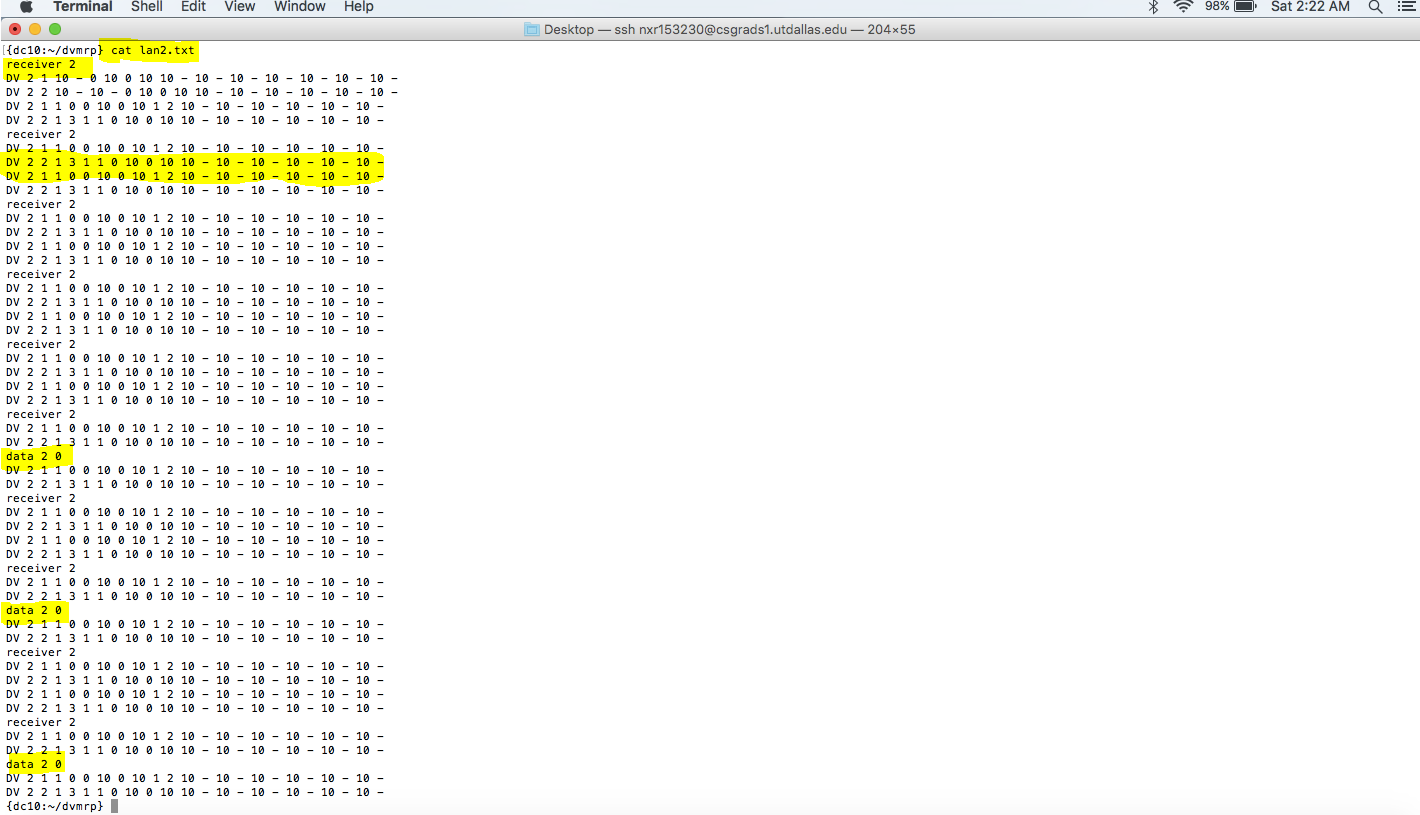 Terminal Shell Edit View Window Help 98% Sat 2:22 AM
Desktop — ssh nxr153230@csgrads1.utdallas.edu — 204×55
[{dc10:~/dvmrp} cat lan2.txt
receiver 2
DV 2 1 10 - 0 10 0 10 10 - 10 - 10 - 10 - 10 - 10 - 10 -
DV 2 2 10 - 10 - 0 10 0 10 10 - 10 - 10 - 10 - 10 - 10 -
DV 2 1 1 0 0 10 0 10 1 2 10 - 10 - 10 - 10 - 10 - 10 -
DV 2 2 1 3 1 1 0 10 0 10 10 - 10 - 10 - 10 - 10 - 10 -
receiver 2
DV 2 1 1 0 0 10 0 10 1 2 10 - 10 - 10 - 10 - 10 - 10 -
DV 2 2 1 3 1 1 0 10 0 10 10 - 10 - 10 - 10 - 10 - 10 -
DV 2 1 1 0 0 10 0 10 1 2 10 - 10 - 10 - 10 - 10 - 10 -
DV 2 2 1 3 1 1 0 10 0 10 10 - 10 - 10 - 10 - 10 - 10 -
receiver 2
DV 2 1 1 0 0 10 0 10 1 2 10 - 10 - 10 - 10 - 10 - 10 -
DV 2 2 1 3 1 1 0 10 0 10 10 - 10 - 10 - 10 - 10 - 10 -
DV 2 1 1 0 0 10 0 10 1 2 10 - 10 - 10 - 10 - 10 - 10 -
DV 2 2 1 3 1 1 0 10 0 10 10 - 10 - 10 - 10 - 10 - 10 -
receiver 2
DV 2 1 1 0 0 10 0 10 1 2 10 - 10 - 10 - 10 - 10 - 10 -
DV 2 2 1 3 1 1 0 10 0 10 10 - 10 - 10 - 10 - 10 - 10 -
DV 2 1 1 0 0 10 0 10 1 2 10 - 10 - 10 - 10 - 10 - 10 -
DV 2 2 1 3 1 1 0 10 0 10 10 - 10 - 10 - 10 - 10 - 10 -
receiver 2
DV 2 1 1 0 0 10 0 10 1 2 10 - 10 - 10 - 10 - 10 - 10 -
DV 2 2 1 3 1 1 0 10 0 10 10 - 10 - 10 - 10 - 10 - 10 -
DV 2 1 1 0 0 10 0 10 1 2 10 - 10 - 10 - 10 - 10 - 10 -
DV 2 2 1 3 1 1 0 10 0 10 10 - 10 - 10 - 10 - 10 - 10 -
receiver 2
DV 2 1 1 0 0 10 0 10 1 2 10 - 10 - 10 - 10 - 10 - 10 -
DV 2 2 1 3 1 1 0 10 0 10 10 - 10 - 10 - 10 - 10 - 10 -
data 2 0
DV 2 1 1 0 0 10 0 10 1 2 10 - 10 - 10 - 10 - 10 - 10 -
DV 2 2 1 3 1 1 0 10 0 10 10 - 10 - 10 - 10 - 10 - 10 -
receiver 2
DV 2 1 1 0 0 10 0 10 1 2 10 - 10 - 10 - 10 - 10 - 10 -
DV 2 2 1 3 1 1 0 10 0 10 10 - 10 - 10 - 10 - 10 - 10 -
DV 2 1 1 0 0 10 0 10 1 2 10 - 10 - 10 - 10 - 10 - 10 -
DV 2 2 1 3 1 1 0 10 0 10 10 - 10 - 10 - 10 - 10 - 10 -
receiver 2
DV 2 1 1 0 0 10 0 10 1 2 10 - 10 - 10 - 10 - 10 - 10 -
DV 2 2 1 3 1 1 0 10 0 10 10 - 10 - 10 - 10 - 10 - 10 -
data 2 0
DV 2 1 1 0 0 10 0 10 1 2 10 - 10 - 10 - 10 - 10 - 10 -
DV 2 2 1 3 1 1 0 10 0 10 10 - 10 - 10 - 10 - 10 - 10 -
receiver 2
DV 2 1 1 0 0 10 0 10 1 2 10 - 10 - 10 - 10 - 10 - 10 -
DV 2 2 1 3 1 1 0 10 0 10 10 - 10 - 10 - 10 - 10 - 10 -
DV 2 1 1 0 0 10 0 10 1 2 10 - 10 - 10 - 10 - 10 - 10 -
DV 2 2 1 3 1 1 0 10 0 10 10 - 10 - 10 - 10 - 10 - 10 -
receiver 2
DV 2 1 1 0 0 10 0 10 1 2 10 - 10 - 10 - 10 - 10 - 10 -
DV 2 2 1 3 1 1 0 10 0 10 10 - 10 - 10 - 10 - 10 - 10 -
data 2 0
DV 2 1 1 0 0 10 0 10 1 2 10 - 10 - 10 - 10 - 10 - 10 -
DV 2 2 1 3 1 1 0 10 0 10 10 - 10 - 10 - 10 - 10 - 10 -
{dc10:~/dvmrp}